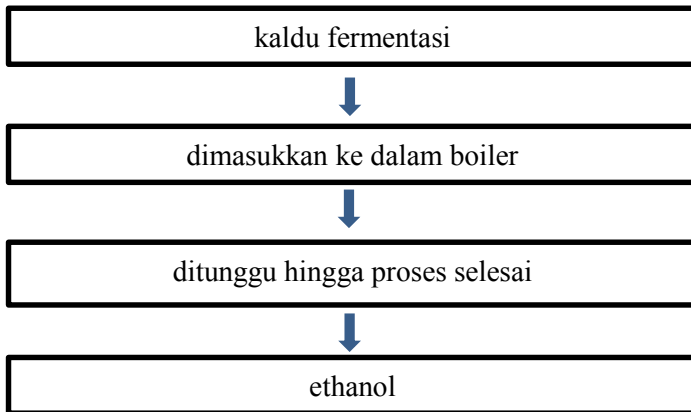 kaldu fermentasi
dimasukkan ke dalam boiler
ditunggu hingga proses selesai
ethanol